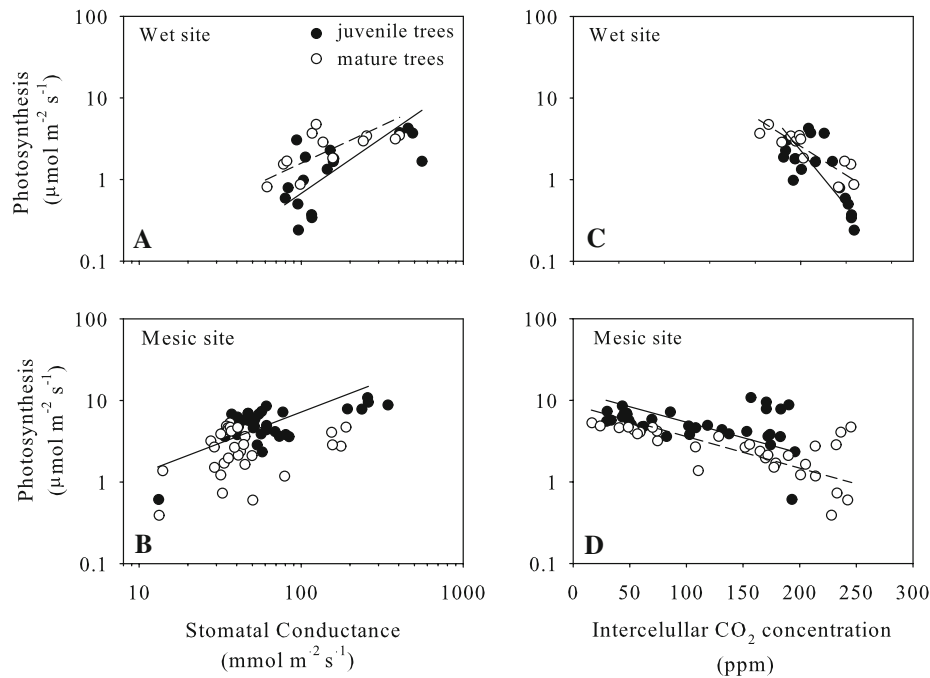 100
10
1
0.1
Wet site
juvenile trees
mature trees
A
Photosynthesis
(μmol m-2 s-1)
100
10
1
0.1
Wet site
C
Photosynthesis
(μmol m-2 s-1)
100
10
1
0.1
Mesic site
B
10
100
1000
Stomatal Conductance
(mmol m-2 s-1)
100
10
1
0.1
Mesic site
D
0
50
100
150
200
250
300
Intercelullar CO2 concentration
(ppm)